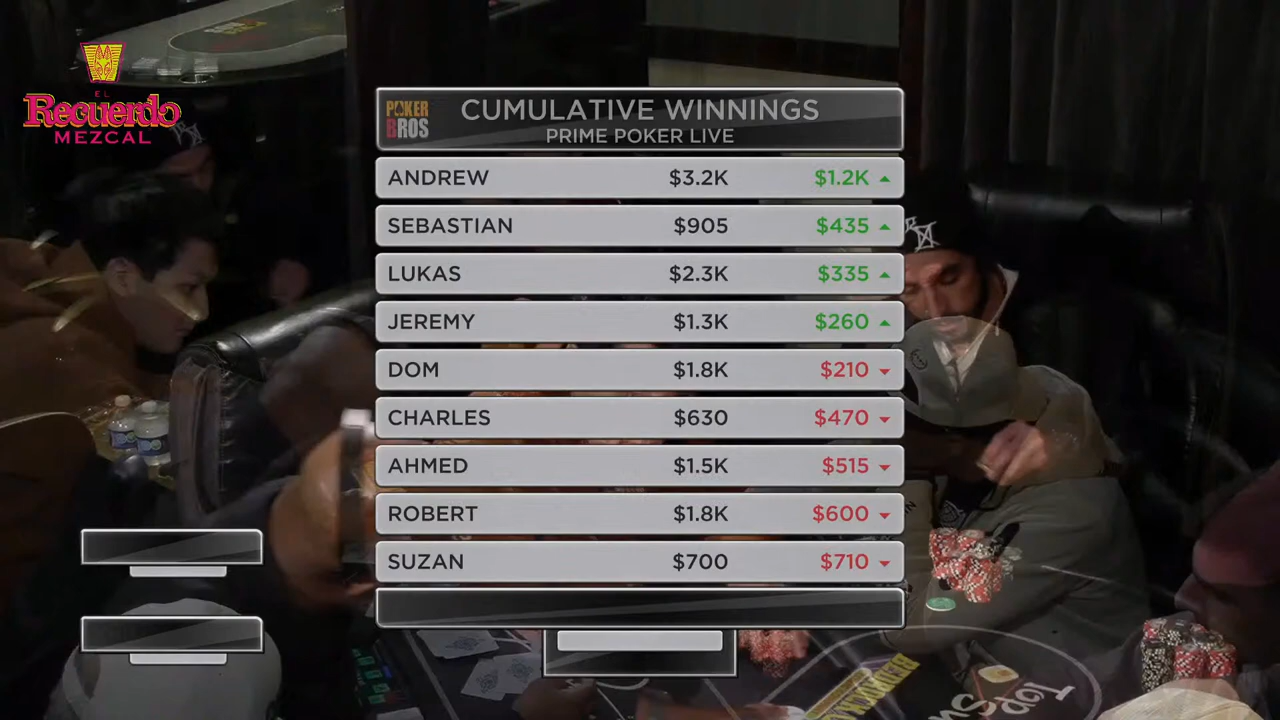 EL
Recuerdo
MEZCAL
POKER
BROS
CUMULATIVE WINNINGS
PRIME POKER LIVE
ANDREW $3.2K $1.2K
SEBASTIAN $905 $435
LUKAS $2.3K $335
JEREMY $1.3K $260
DOM $1.8K $210
CHARLES $630 $470
AHMED $1.5K $515
ROBERT $1.8K $600
SUZAN $700 $710